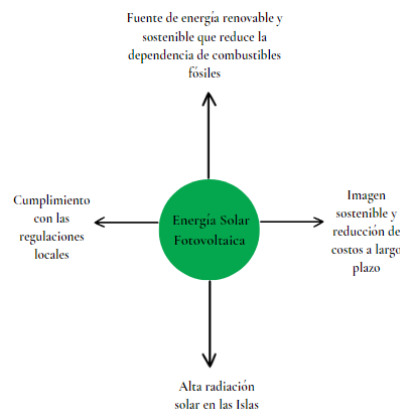 Fuente de energía renovable y
sostenible que reduce la
dependencia de combustibles
fósiles
Cumplimiento
con las
regulaciones
locales
Energía Solar
Fotovoltaica
Imagen
sostenible y
reducción de
costos a largo
plazo
Alta radiación
solar en las Islas